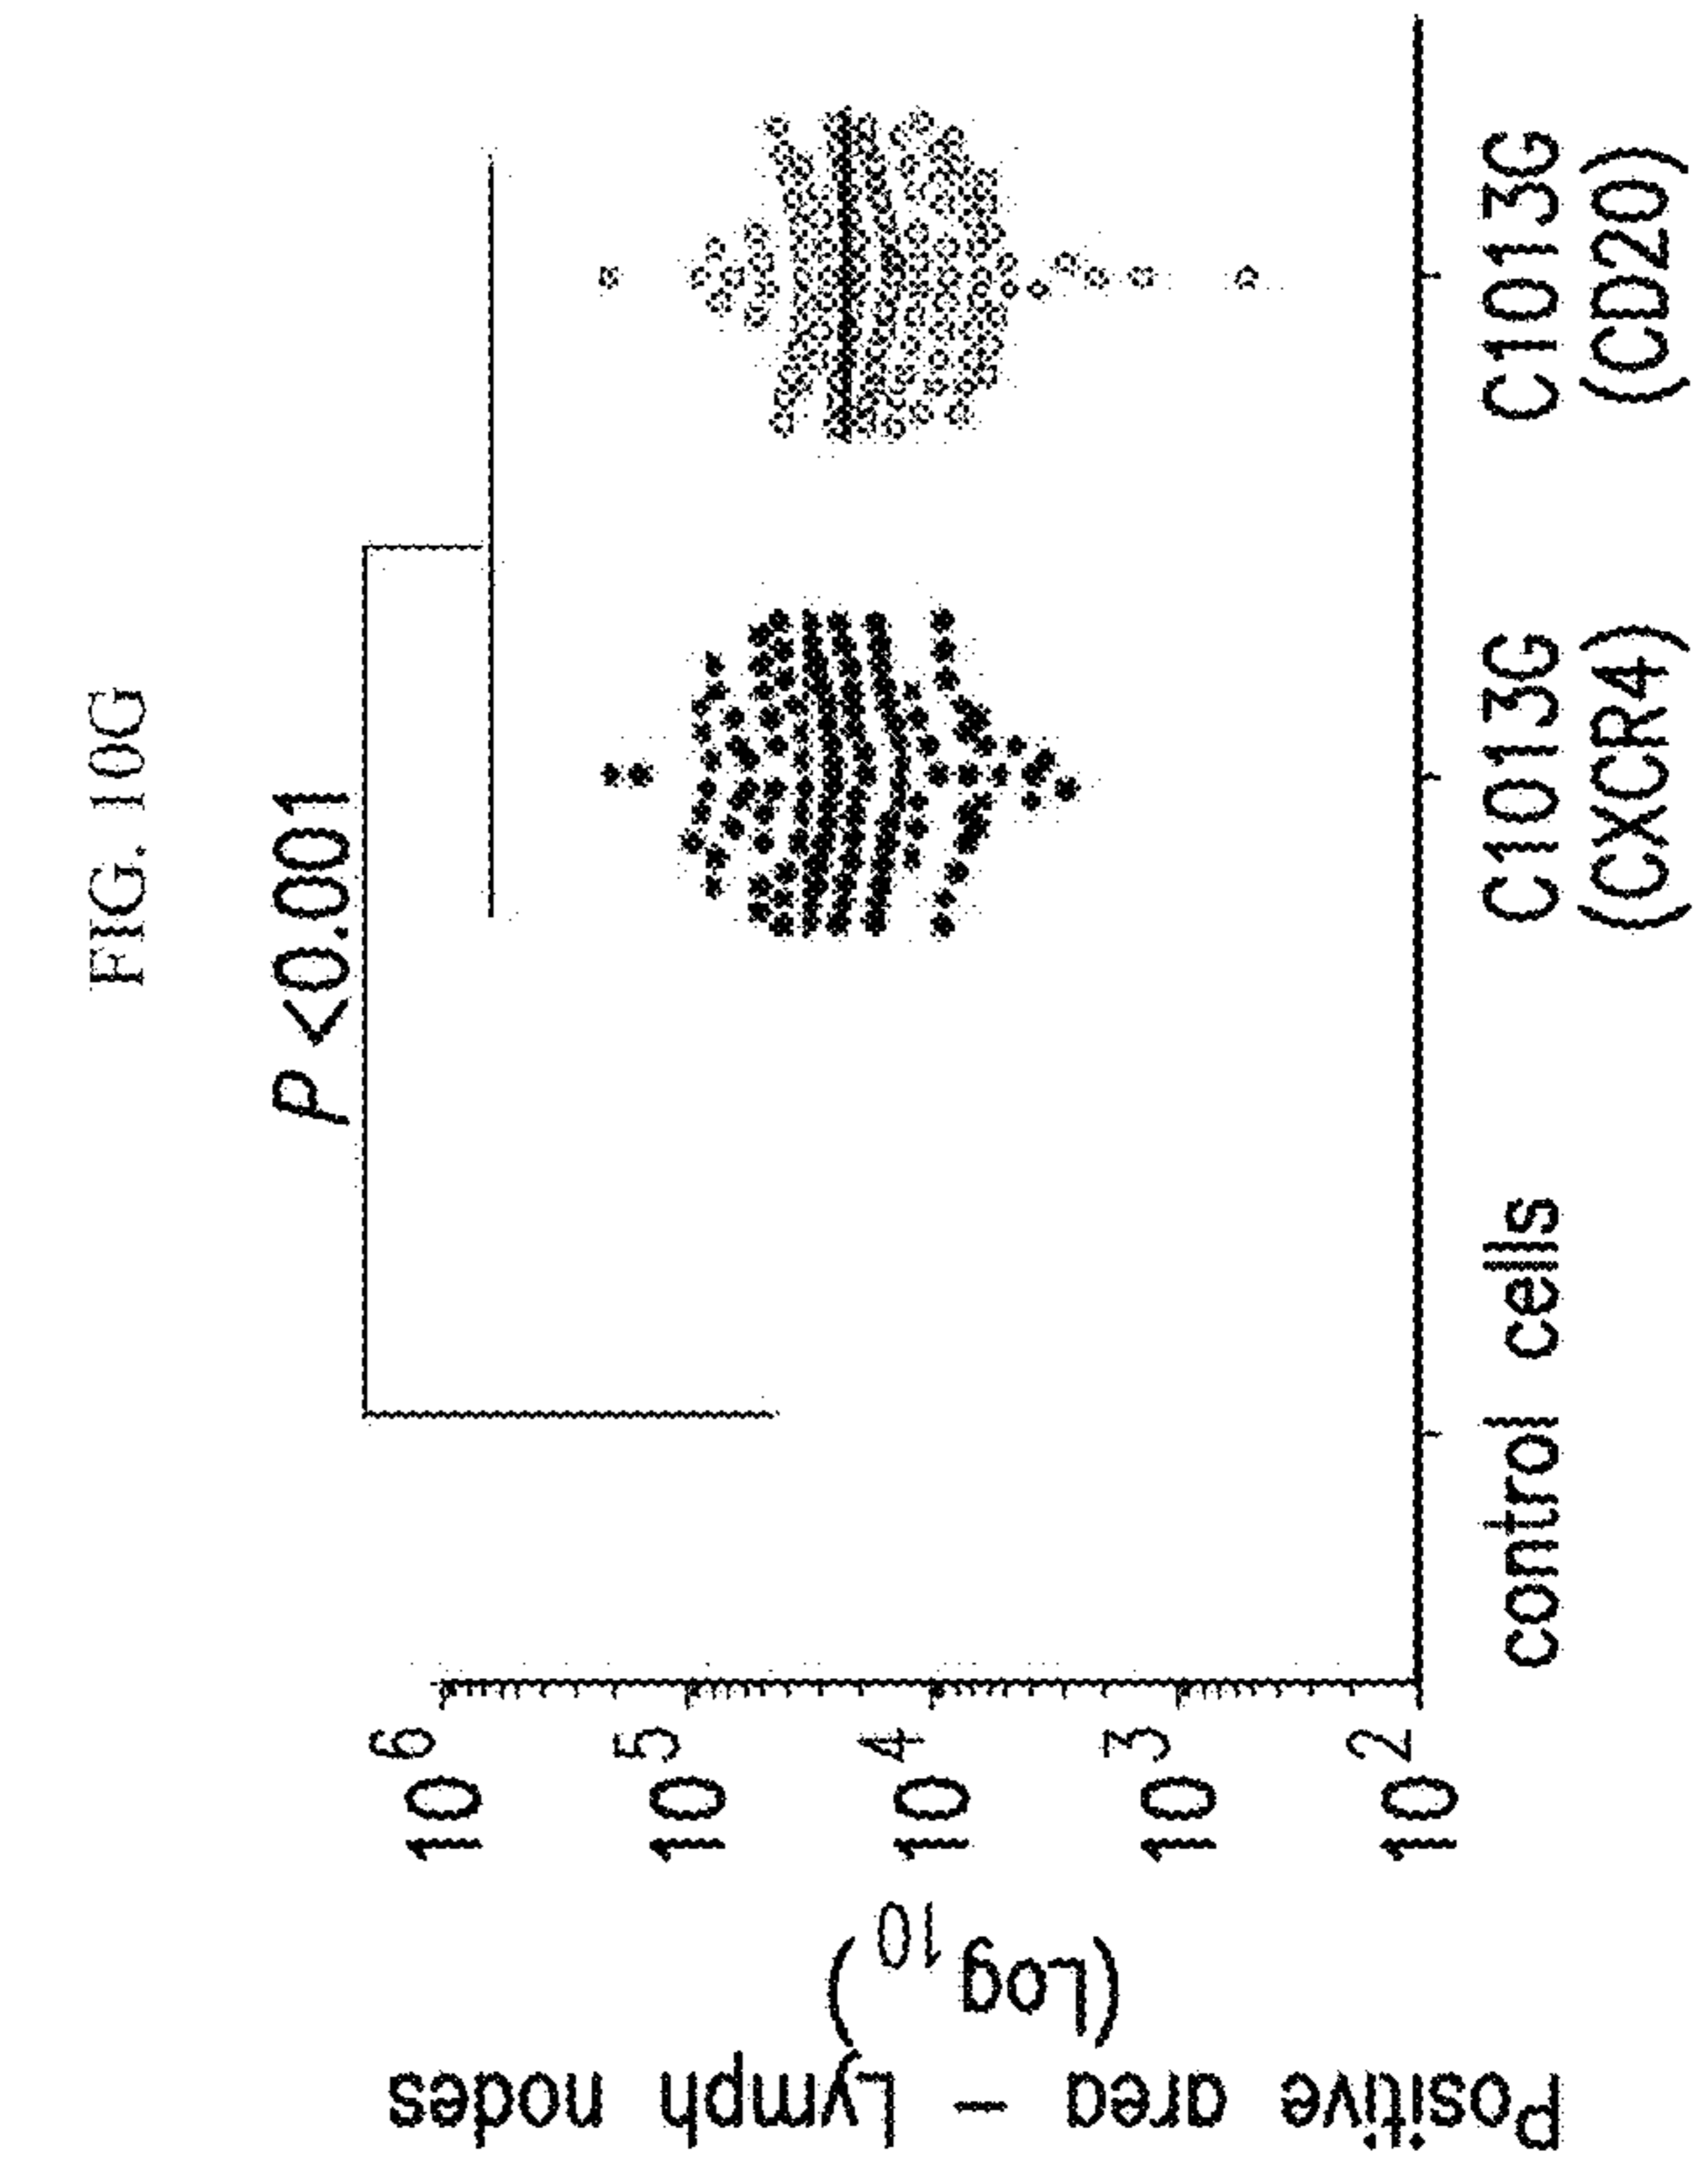 FIG. 10G
P <0.001
Positive area – Lymph nodes
(Log10)
10^6
10^5
10^4
10^3
10^2
control cells
C1013G
(CXCR4)
C1013G
(CD20)